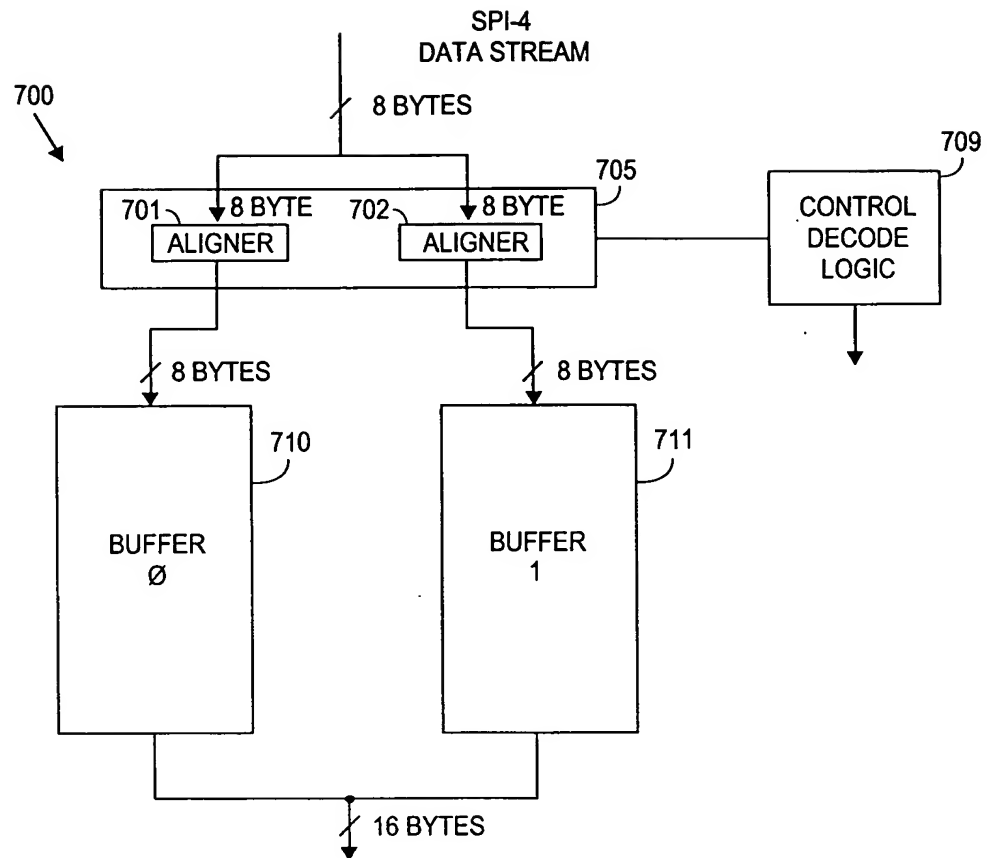 SPI-4
DATA STREAM
700
8 BYTES
709
705
701
8 BYTE
702
8 BYTE
CONTROL
DECODE
LOGIC
ALIGNER
ALIGNER
8 BYTES
8 BYTES
710
711
BUFFER
Ø
BUFFER
1
16 BYTES